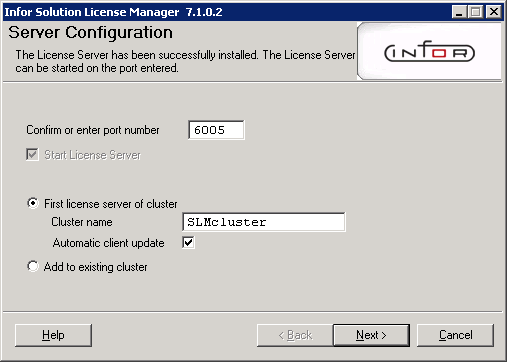 Infor Solution License Manager 7.1.0.2
Server Configuration
The License Server has been successfully installed. The License Server
can be started on the port entered.
INFOR
Confirm or enter port number 6005
Start License Server
First license server of cluster
Cluster name SLMcluster
Automatic client update
Add to existing cluster
Help < Back Next > Cancel